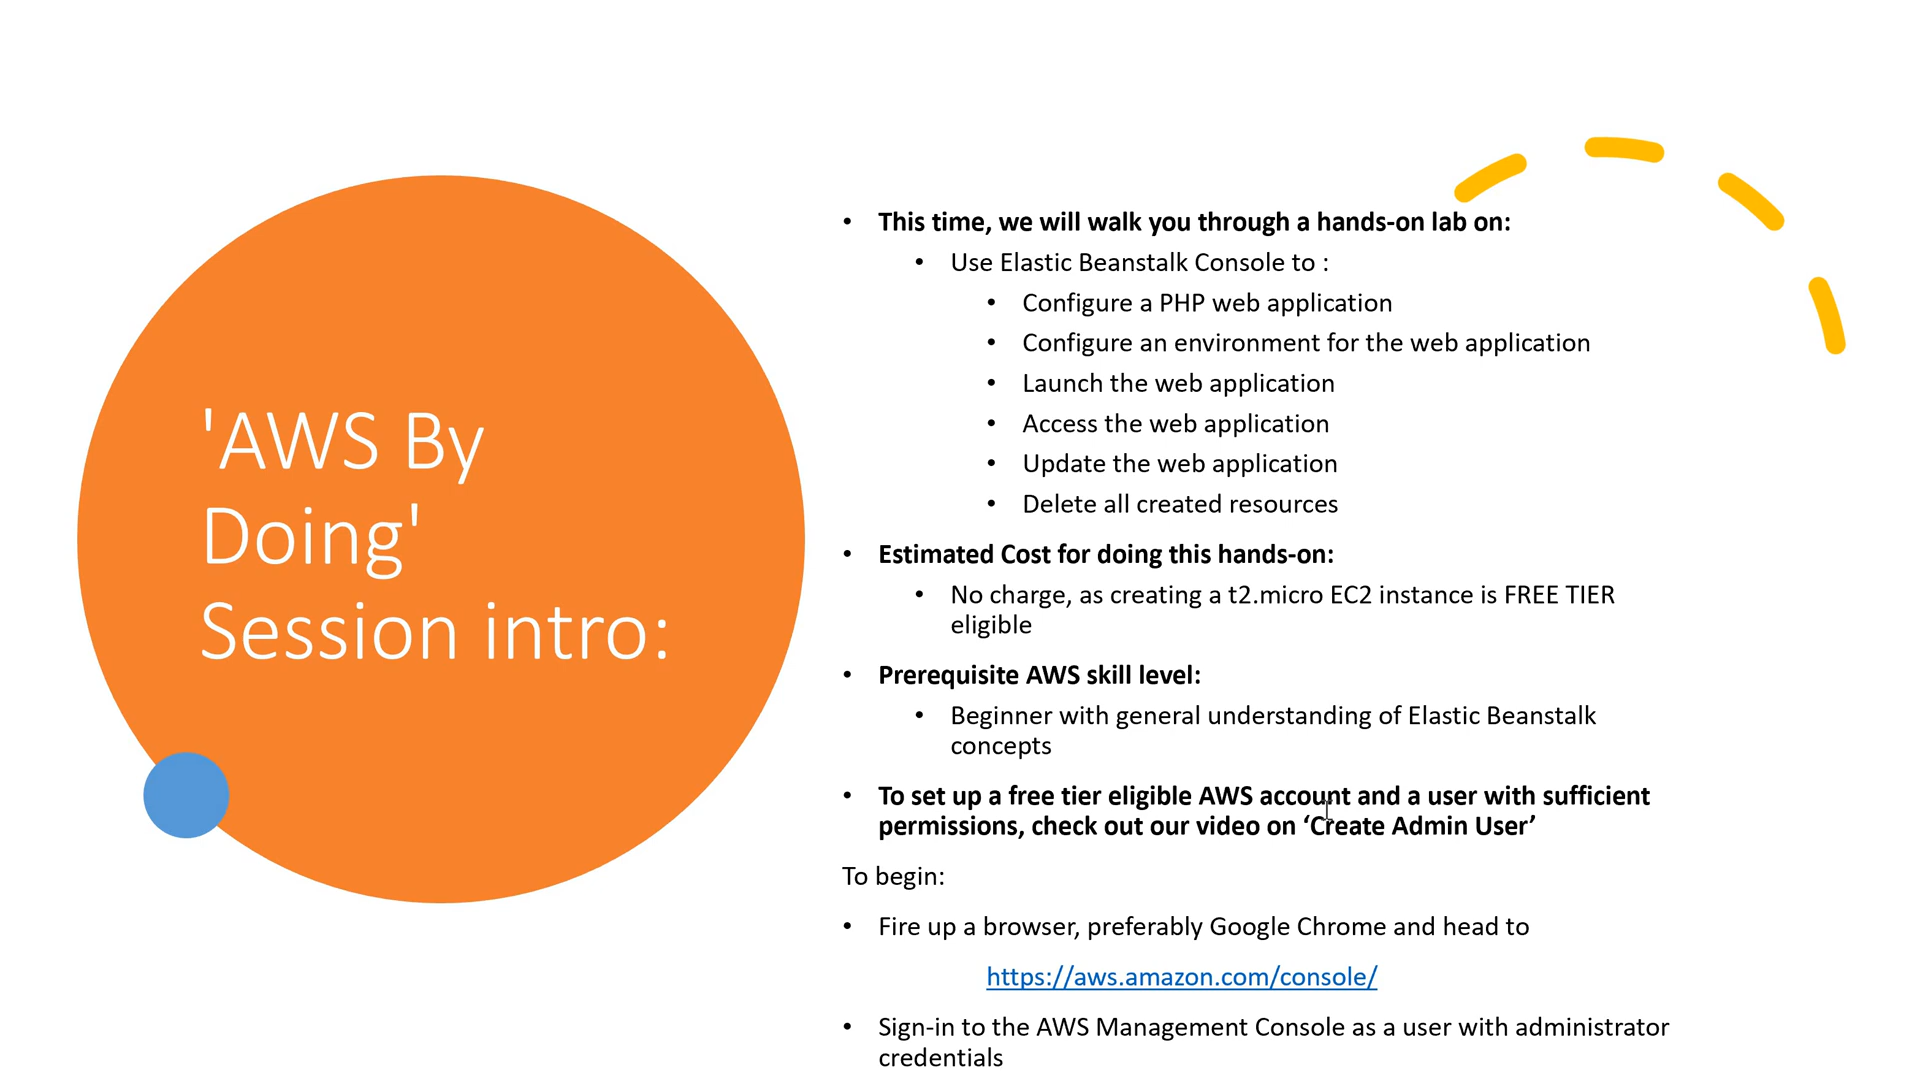 'AWS By
Doing'
Session intro:
• This time, we will walk you through a hands-on lab on:
• Use Elastic Beanstalk Console to :
• Configure a PHP web application
• Configure an environment for the web application
• Launch the web application
• Access the web application
• Update the web application
• Delete all created resources
• Estimated Cost for doing this hands-on:
• No charge, as creating a t2.micro EC2 instance is FREE TIER
eligible
• Prerequisite AWS skill level:
• Beginner with general understanding of Elastic Beanstalk
concepts
• To set up a free tier eligible AWS account and a user with sufficient
permissions, check out our video on ‘Create Admin User’
To begin:
• Fire up a browser, preferably Google Chrome and head to
https://aws.amazon.com/console/
• Sign-in to the AWS Management Console as a user with administrator
credentials